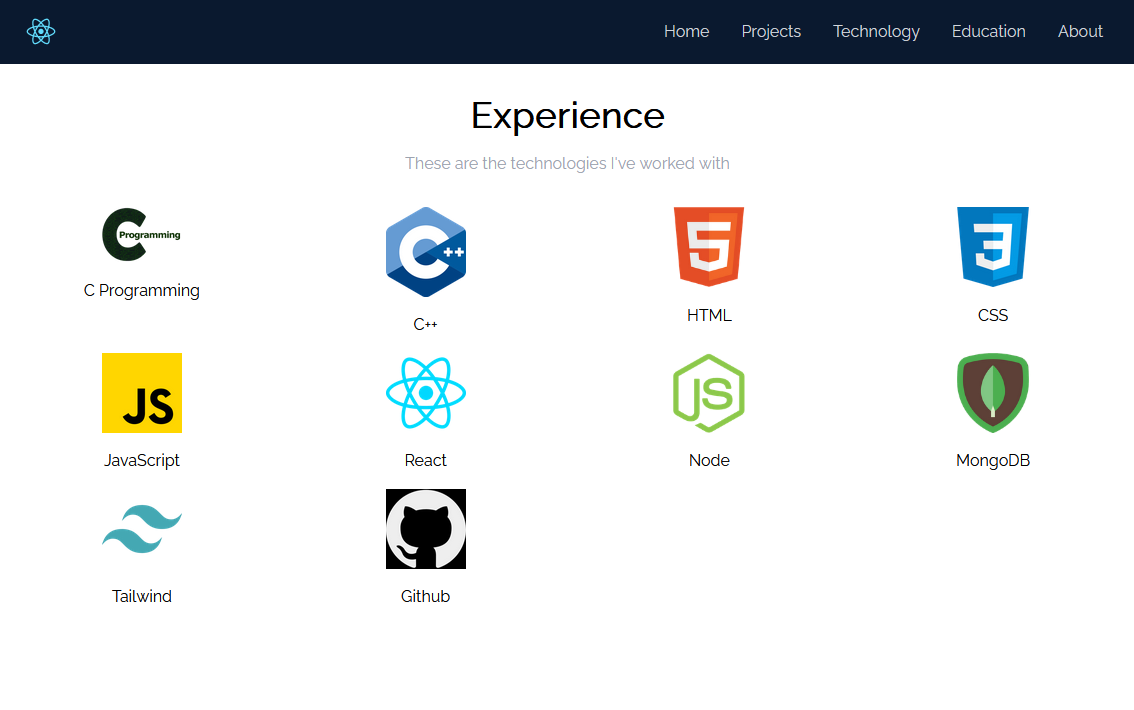 Home Projects Technology Education About
Experience
These are the technologies I've worked with
C Programming
C++
5
3
C Programming
C++
HTML
CSS
JS
JS
JavaScript
React
Node
MongoDB
Tailwind
Github